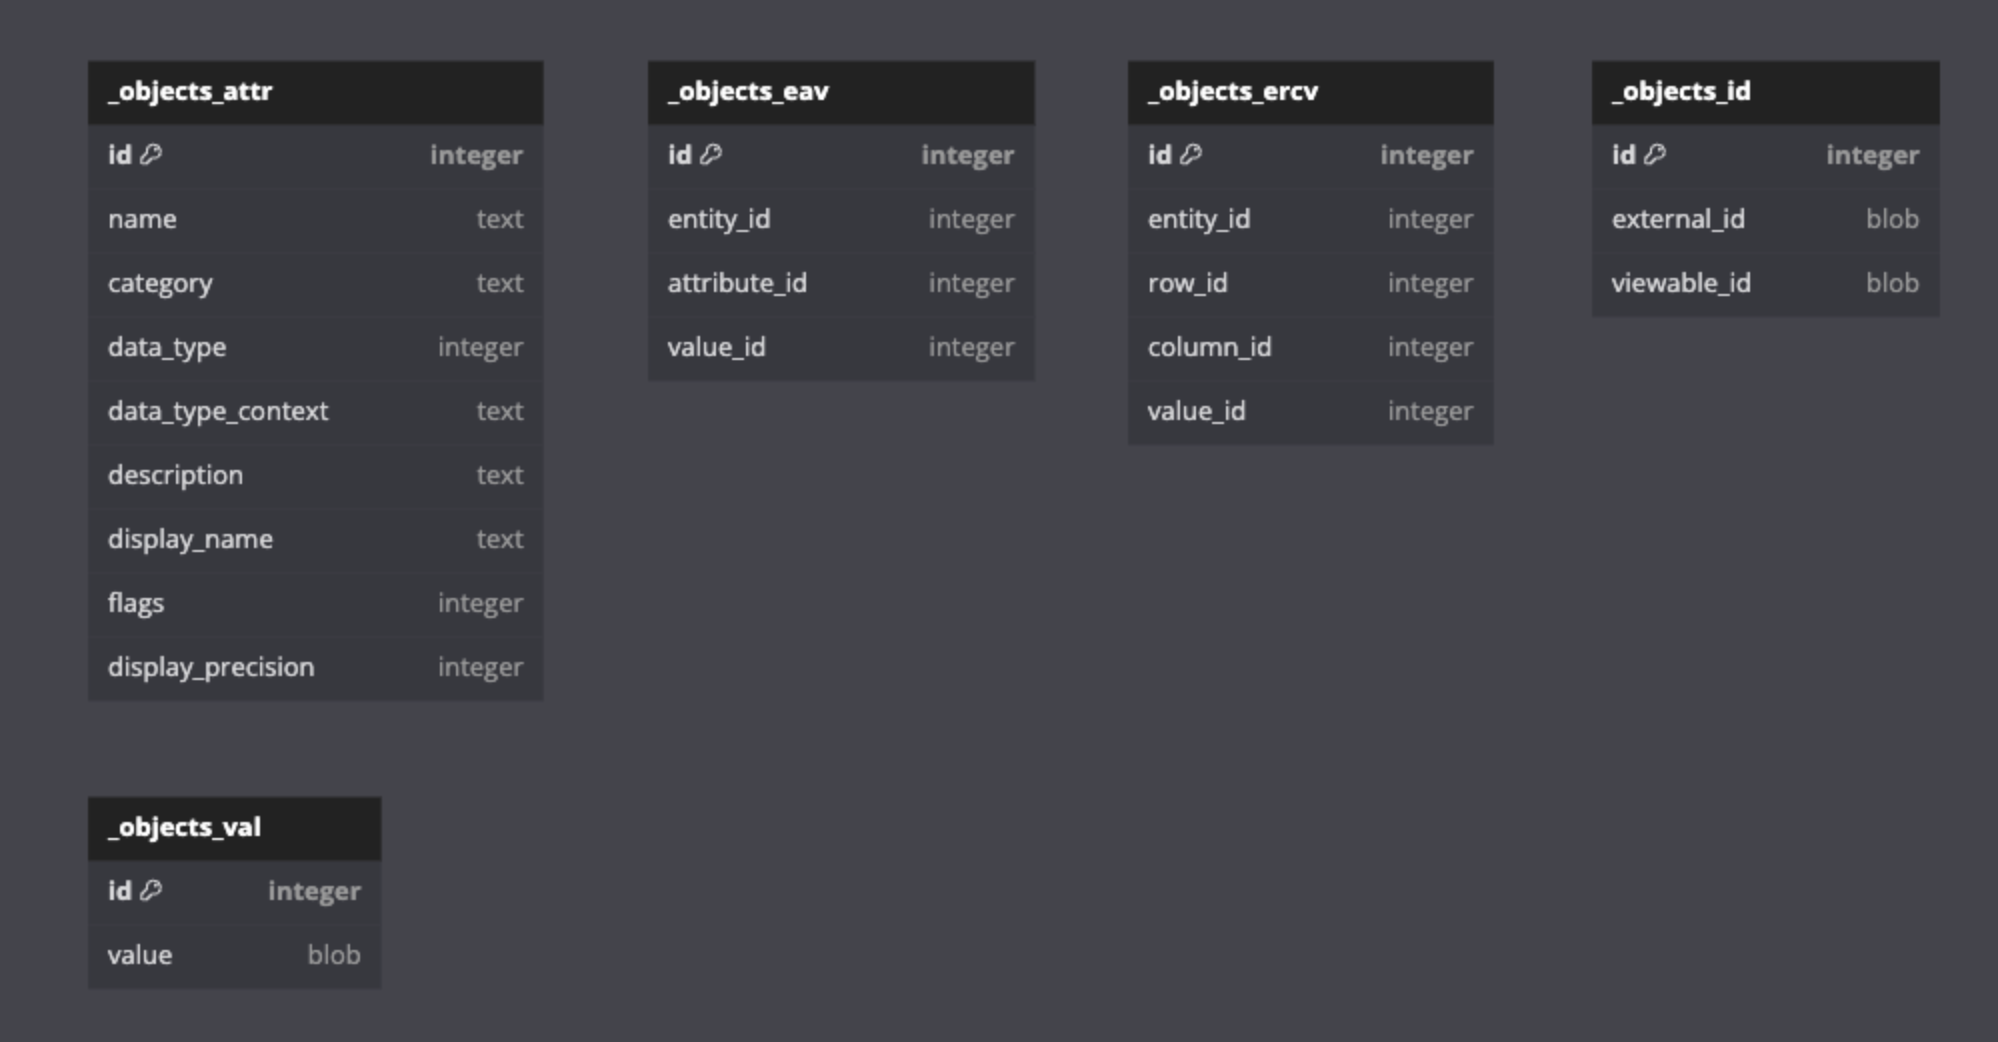 _objects_attr
id integer
name text
category text
data_type integer
data_type_context text
description text
display_name text
flags integer
display_precision integer
_objects_eav
id integer
entity_id integer
attribute_id integer
value_id integer
_objects_ercv
id integer
entity_id integer
row_id integer
column_id integer
value_id integer
_objects_id
id integer
external_id blob
viewable_id blob
_objects_val
id integer
value blob